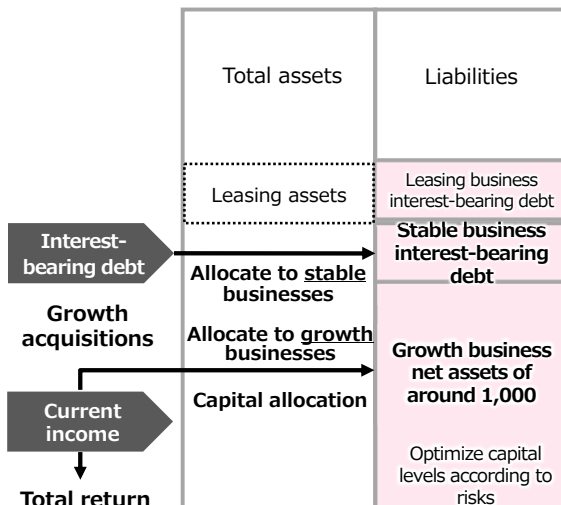 Total assets
Liabilities
Leasing assets
Leasing business
interest-bearing debt
Interest-
bearing debt
Stable business
interest-bearing
debt
Allocate to stable
businesses
Growth
acquisitions
Allocate to growth
businesses
Growth business
net assets of
around 1,000
Capital allocation
Current
income
Optimize capital
levels according to
risks
Total return